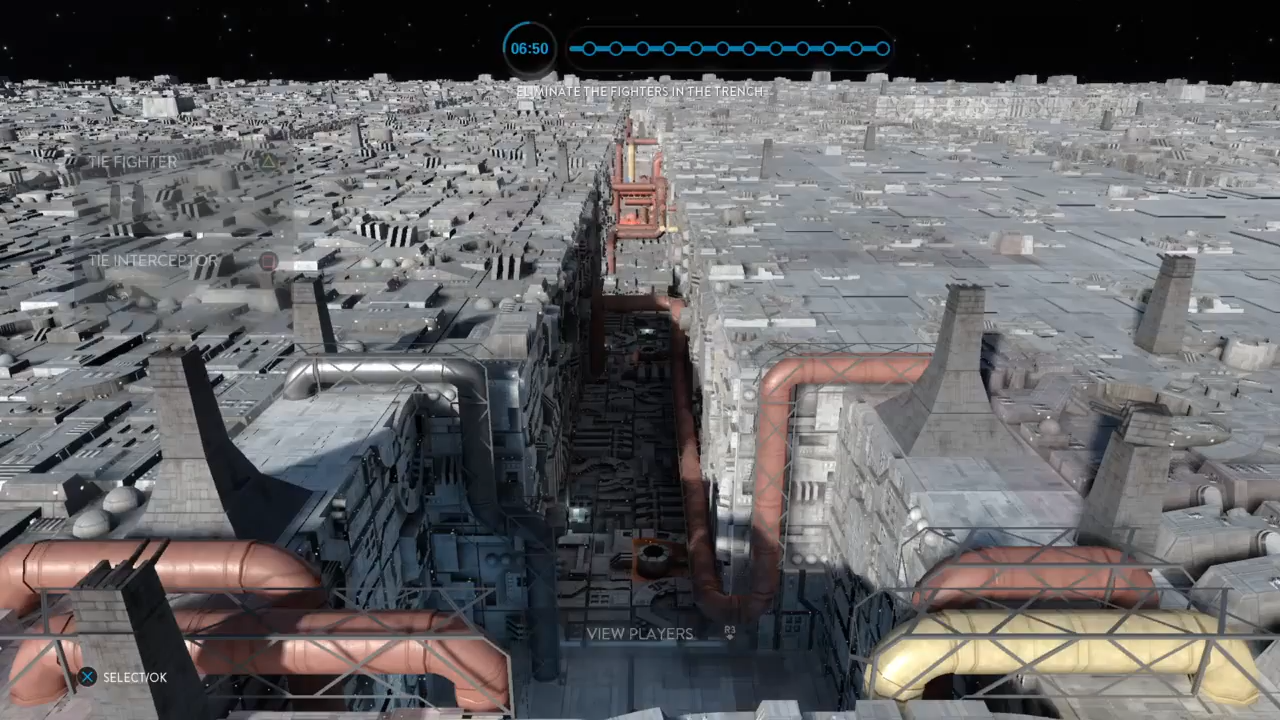 06:50
ELIMINATE THE FIGHTERS IN THE TRENCH
TIE FIGHTER
TIE INTERCEPTOR
VIEW PLAYERS R3
SELECT/OK